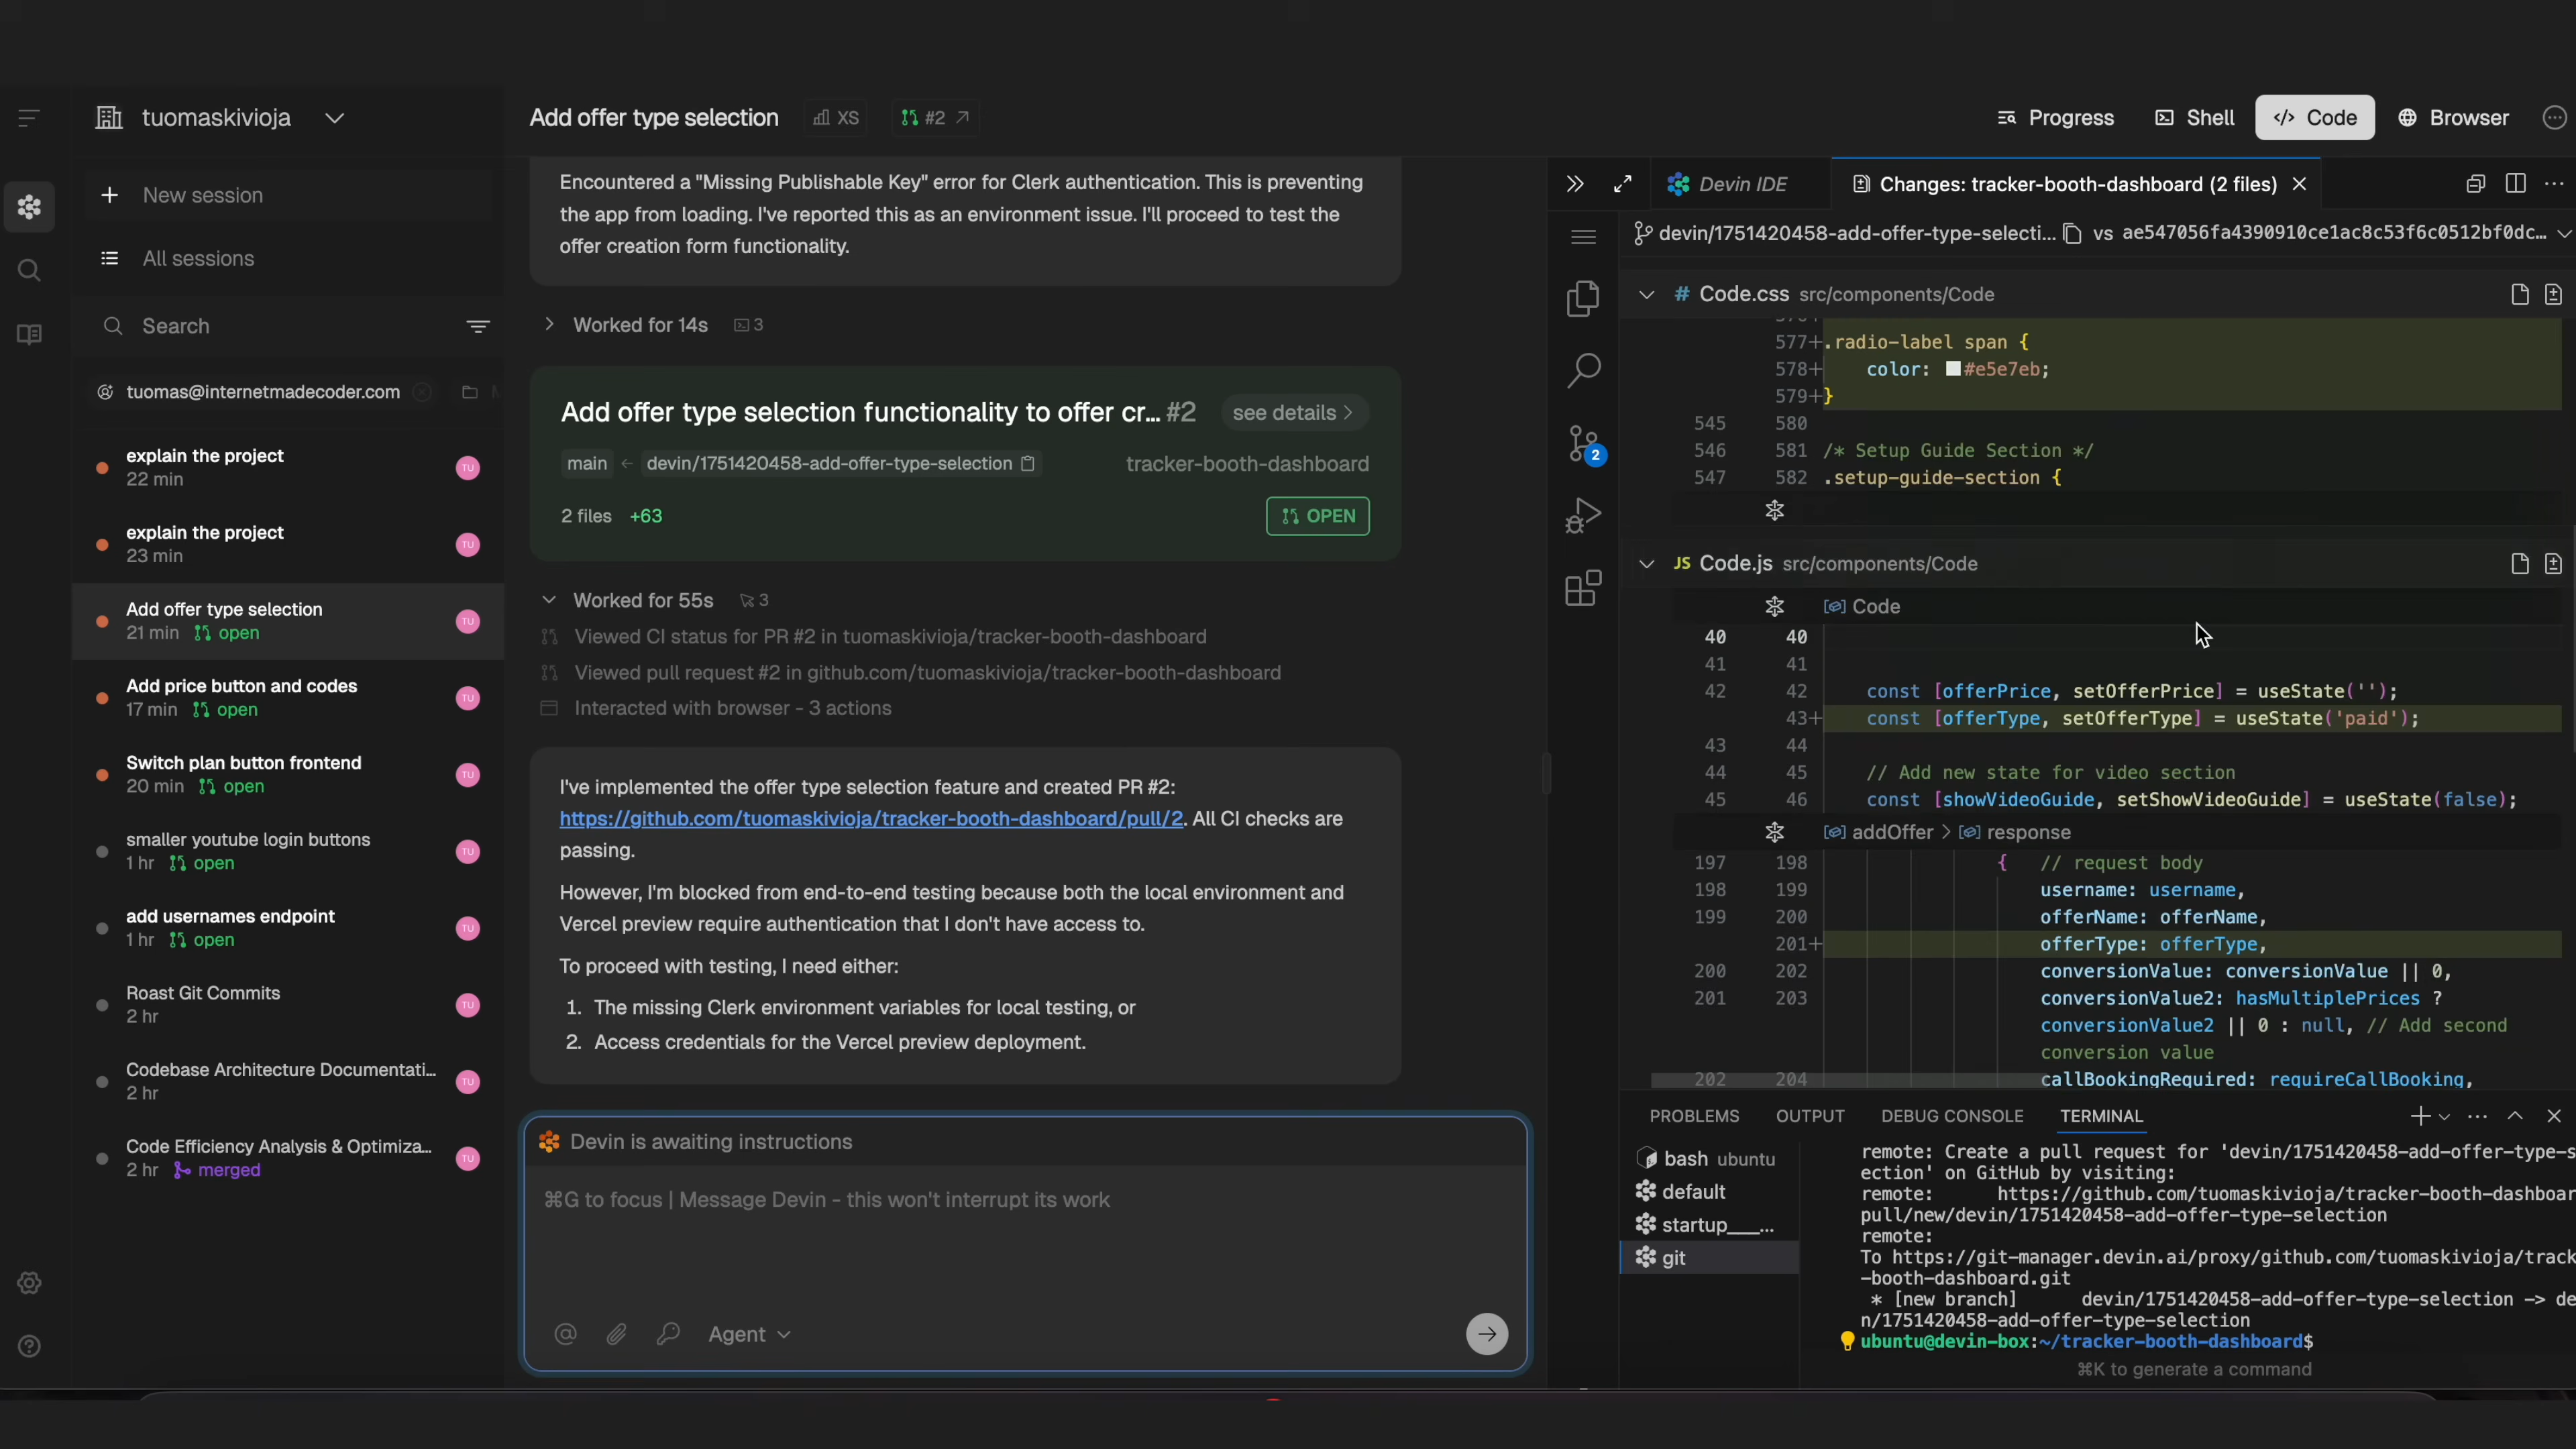 tuomaskivioja
New session
All sessions
Search
tuomas@internetmadecoder.com
explain the project
22 min
TU
explain the project
23 min
TU
Add offer type selection
21 min open
TU
Add price button and codes
17 min open
TU
Switch plan button frontend
20 min open
TU
smaller youtube login buttons
1 hr open
TU
add usernames endpoint
1 hr open
TU
Roast Git Commits
2 hr
TU
Codebase Architecture Documentati...
2 hr
TU
Code Efficiency Analysis & Optimiza...
2 hr merged
TU
Add offer type selection XS #2
Encountered a "Missing Publishable Key" error for Clerk authentication. This is preventing
the app from loading. I've reported this as an environment issue. I'll proceed to test the
offer creation form functionality.
Worked for 14s 3
Add offer type selection functionality to offer cr... #2 see details >
main ← devin/1751420458-add-offer-type-selection tracker-booth-dashboard
2 files +63 OPEN
Worked for 55s 3
Viewed CI status for PR #2 in tuomaskivioja/tracker-booth-dashboard
Viewed pull request #2 in github.com/tuomaskivioja/tracker-booth-dashboard
Interacted with browser - 3 actions
I've implemented the offer type selection feature and created PR #2:
https://github.com/tuomaskivioja/tracker-booth-dashboard/pull/2. All CI checks are
passing.
However, I'm blocked from end-to-end testing because both the local environment and
Vercel preview require authentication that I don't have access to.
To proceed with testing, I need either:
1. The missing Clerk environment variables for local testing, or
2. Access credentials for the Vercel preview deployment.
Devin is awaiting instructions
⌘G to focus | Message Devin - this won't interrupt its work
Agent
Progress Shell </> Code Browser
Devin IDE Changes: tracker-booth-dashboard (2 files)
devin/1751420458-add-offer-type-selecti... vs ae547056fa4390910ce1ac8c53f6c0512bf0dc...
2
# Code.css src/components/Code
577+ .radio-label span {
578+ color: #e5e7eb;
579+ }
545 580
546 581 /* Setup Guide Section */
547 582 .setup-guide-section {
JS Code.js src/components/Code
Code
40 40
41 41
42 42 const [offerPrice, setOfferPrice] = useState('');
43+ const [offerType, setOfferType] = useState('paid');
43 44
44 45 // Add new state for video section
45 46 const [showVideoGuide, setShowVideoGuide] = useState(false);
addOffer > response
197 198 { // request body
198 199 username: username,
199 200 offerName: offerName,
201+ offerType: offerType,
200 202 conversionValue: conversionValue || 0,
201 203 conversionValue2: hasMultiplePrices ?
conversionValue2 || 0 : null, // Add second
conversion value
202 204 callBookingRequired: requireCallBooking,
PROBLEMS OUTPUT DEBUG CONSOLE TERMINAL
bash ubuntu
default
startup___...
git
remote: Create a pull request for 'devin/1751420458-add-offer-type-s
ection' on GitHub by visiting:
remote: https://github.com/tuomaskivioja/tracker-booth-dashboar
pull/new/devin/1751420458-add-offer-type-selection
remote:
To https://git-manager.devin.ai/proxy/github.com/tuomaskivioja/track
-booth-dashboard.git
* [new branch] devin/1751420458-add-offer-type-selection -> de
n/1751420458-add-offer-type-selection
ubuntu@devin-box:~/tracker-booth-dashboard$
⌘K to generate a command